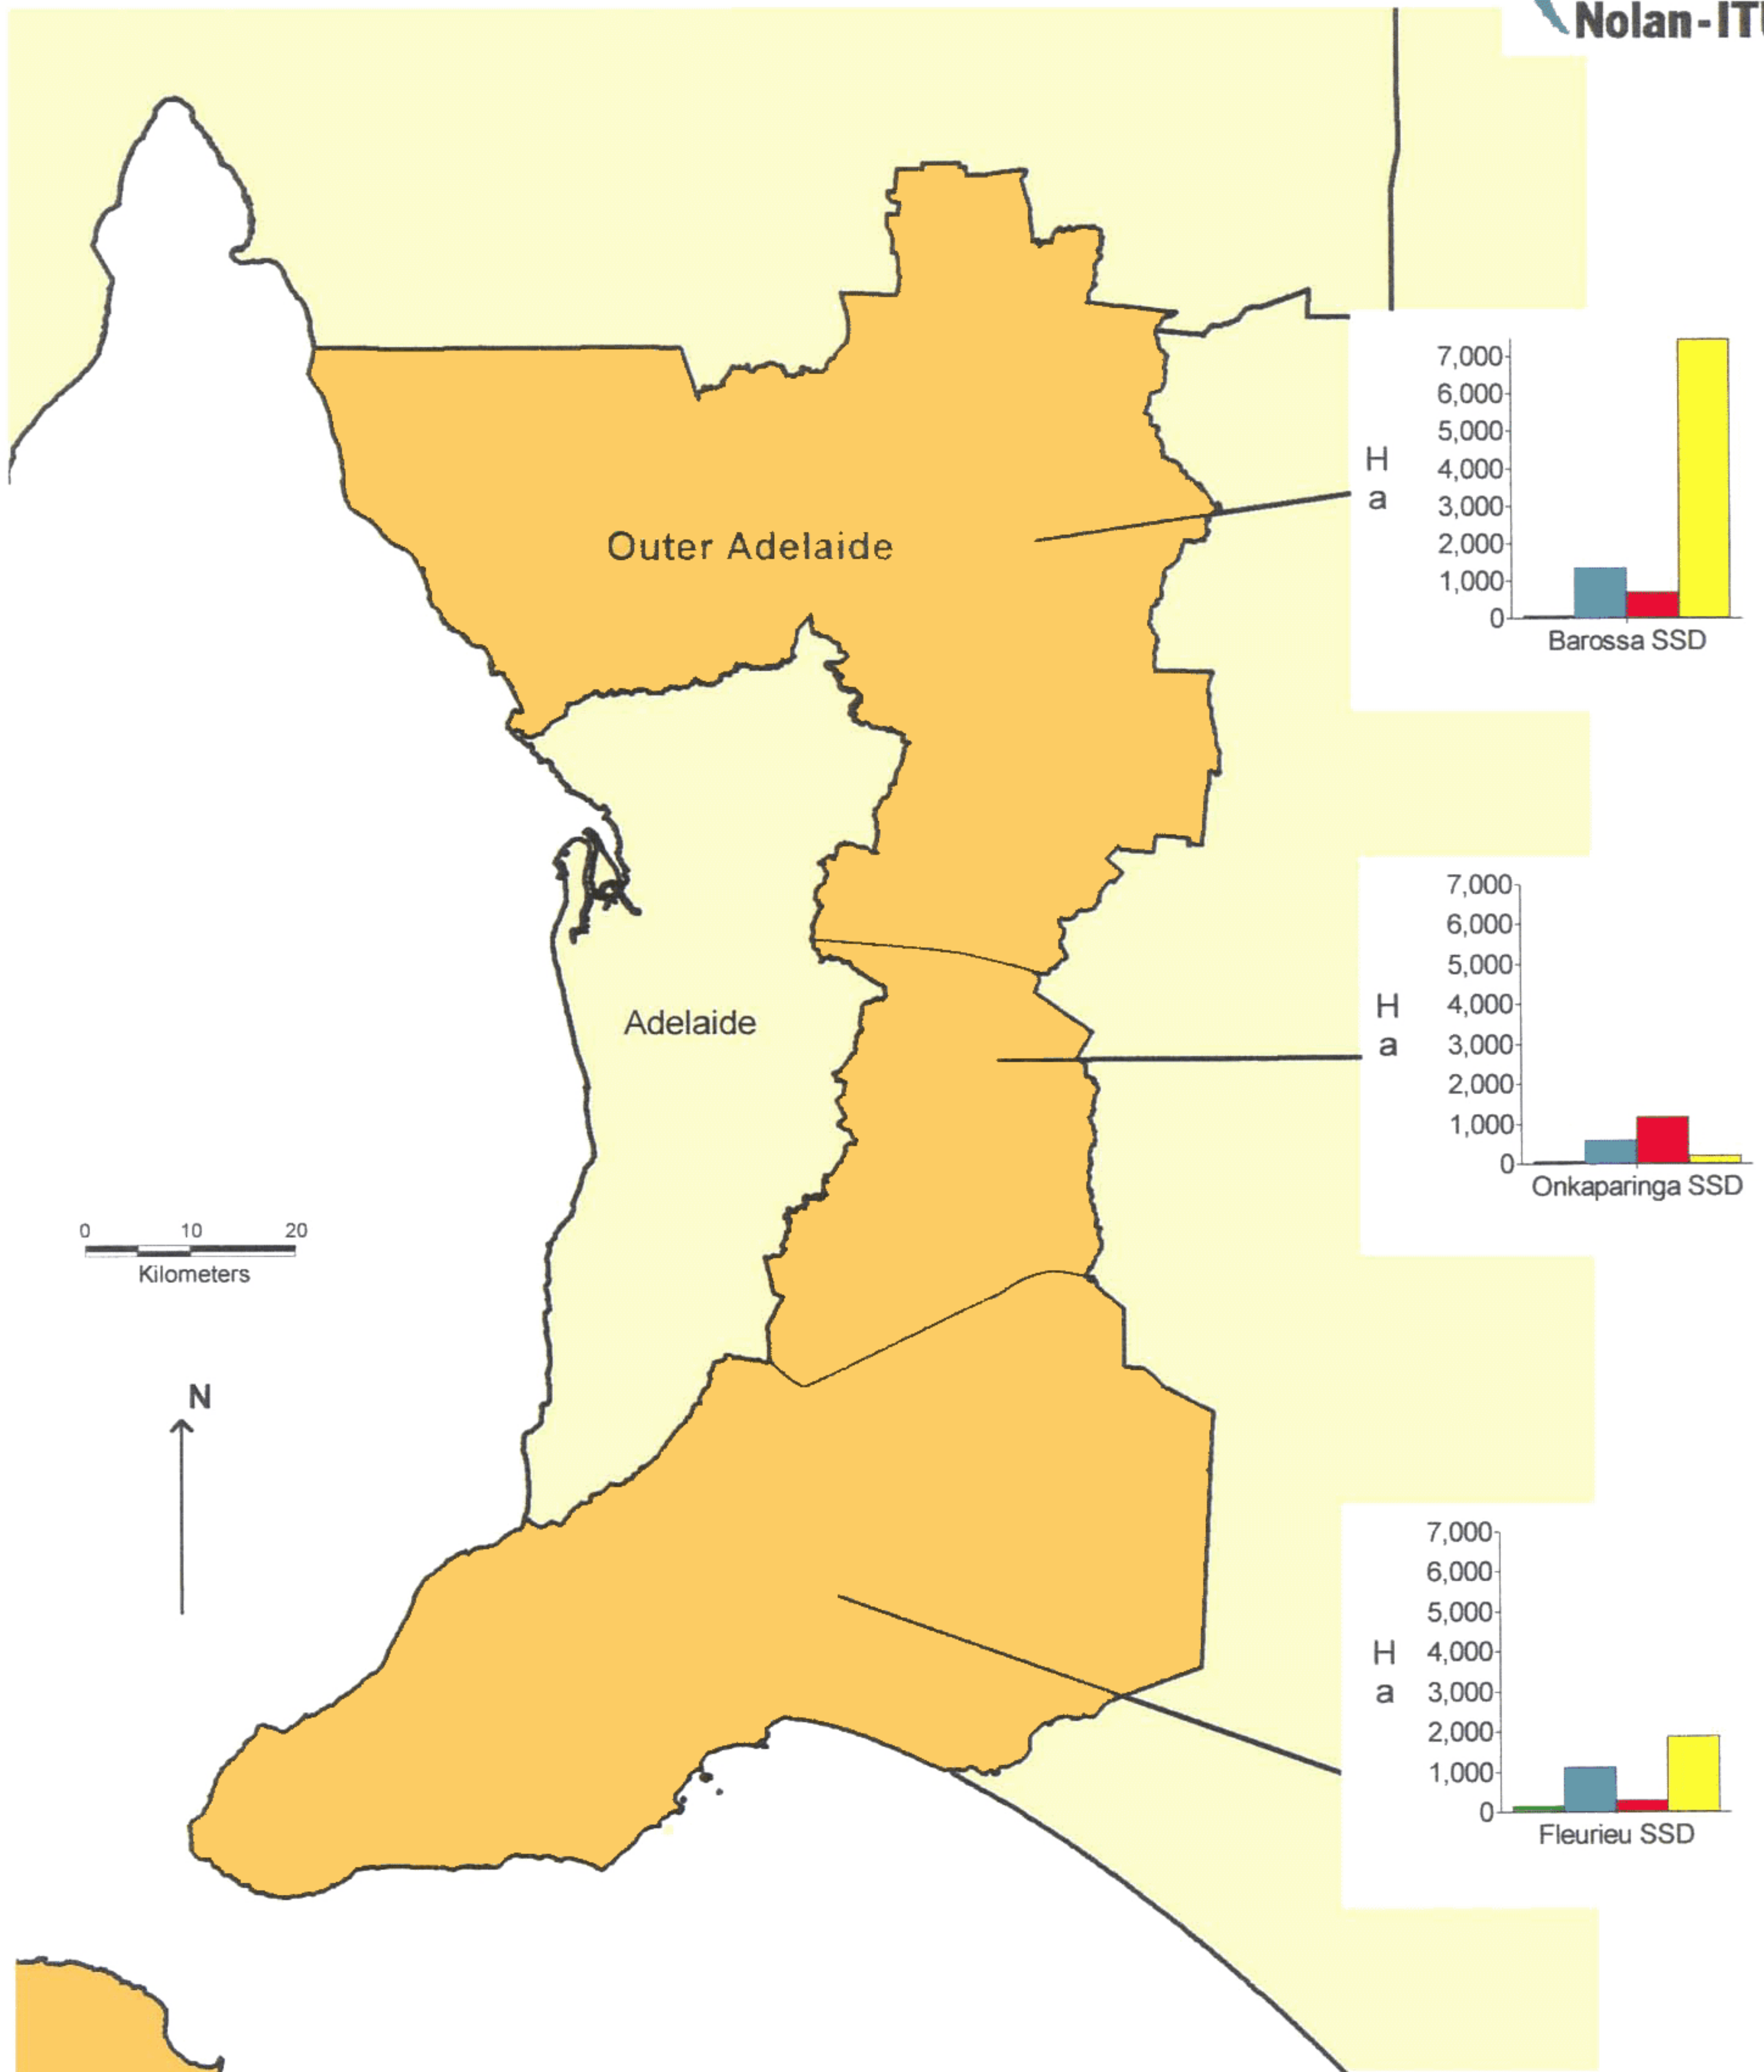 Nolan-IT
Outer Adelaide
7,000
6,000
5,000
4,000
3,000
2,000
1,000
0
H
a
Barossa SSD
Adelaide
7,000
6,000
5,000
4,000
3,000
2,000
1,000
0
H
a
Onkaparinga SSD
0 10 20
Kilometers
N
7,000
6,000
5,000
4,000
3,000
2,000
1,000
0
H
a
Fleurieu SSD